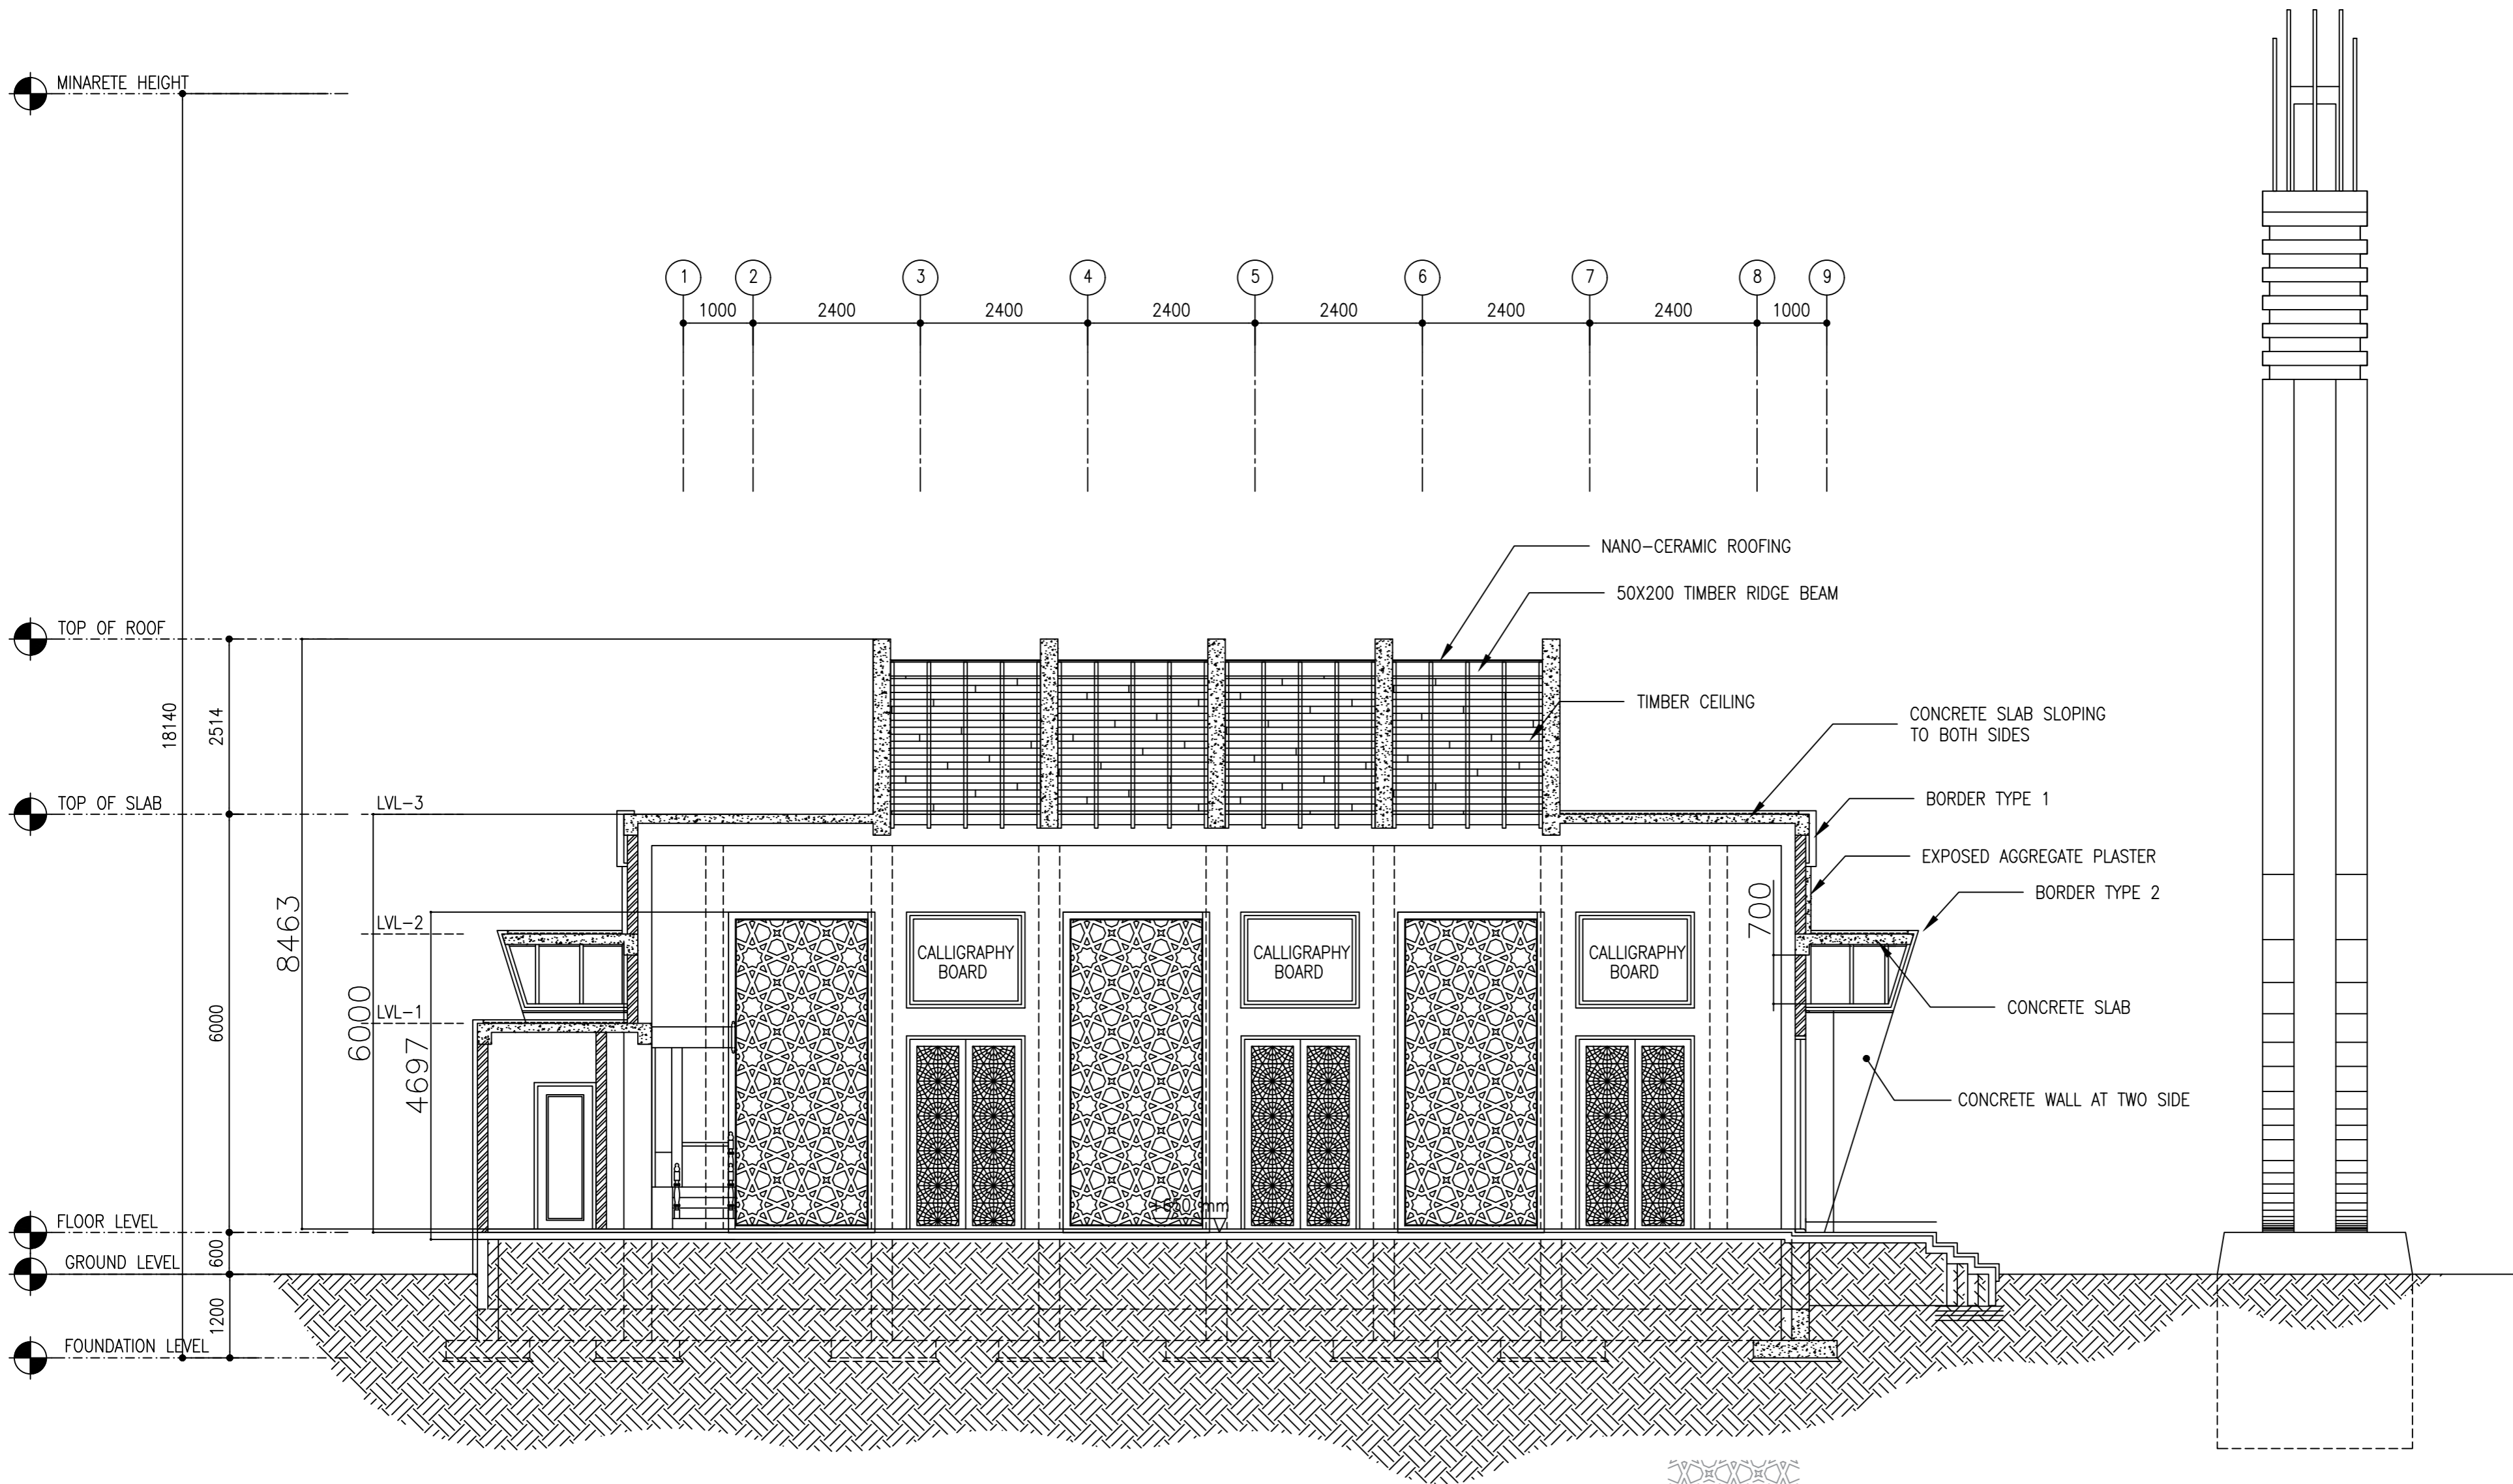 MINARETE HEIGHT
1 2 3 4 5 6 7 8 9
1000 2400 2400 2400 2400 2400 2400 1000
NANO-CERAMIC ROOFING
50X200 TIMBER RIDGE BEAM
TOP OF ROOF
TIMBER CEILING
18140
2514
CONCRETE SLAB SLOPING
TO BOTH SIDES
TOP OF SLAB
LVL-3
BORDER TYPE 1
EXPOSED AGGREGATE PLASTER
BORDER TYPE 2
8463
LVL-2
700
CALLIGRAPHY
BOARD
CALLIGRAPHY
BOARD
CALLIGRAPHY
BOARD
6000
LVL-1
6000
CONCRETE SLAB
4697
CONCRETE WALL AT TWO SIDE
+650 mm
FLOOR LEVEL
600
GROUND LEVEL
1200
FOUNDATION LEVEL